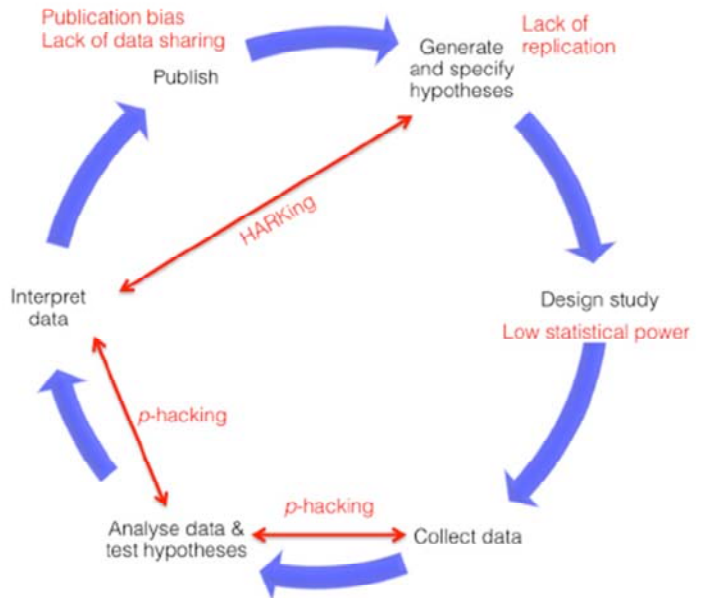 Publication bias
Lack of data sharing
Publish
Generate
and specify
hypotheses
Lack of
replication
HARKing
Interpret
data
Design study
Low statistical power
p-hacking
p-hacking
Analyse data &
test hypotheses
Collect data